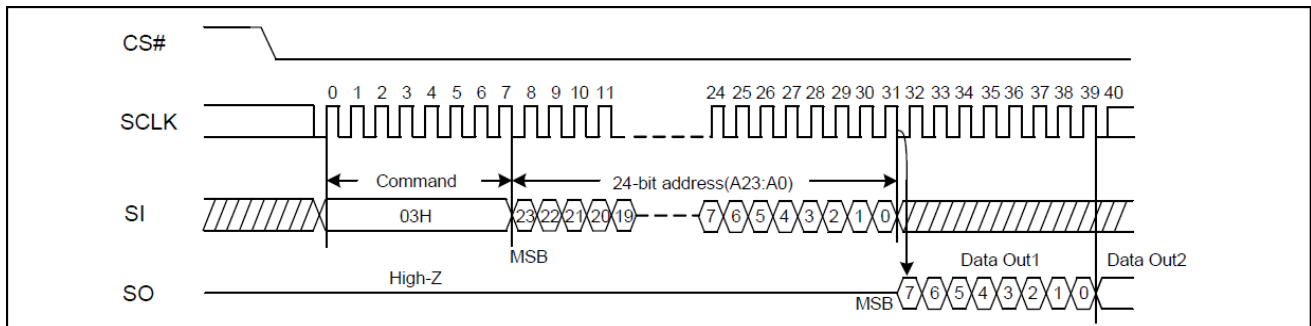 CS#
0 1 2 3 4 5 6 7 8 9 10 11 24 25 26 27 28 29 30 31 32 33 34 35 36 37 38 39 40
SCLK
Command 24-bit address(A23:A0)
SI 03H 23 22 21 20 19 7 6 5 4 3 2 1 0
MSB Data Out1 Data Out2
High-Z
SO MSB 7 6 5 4 3 2 1 0